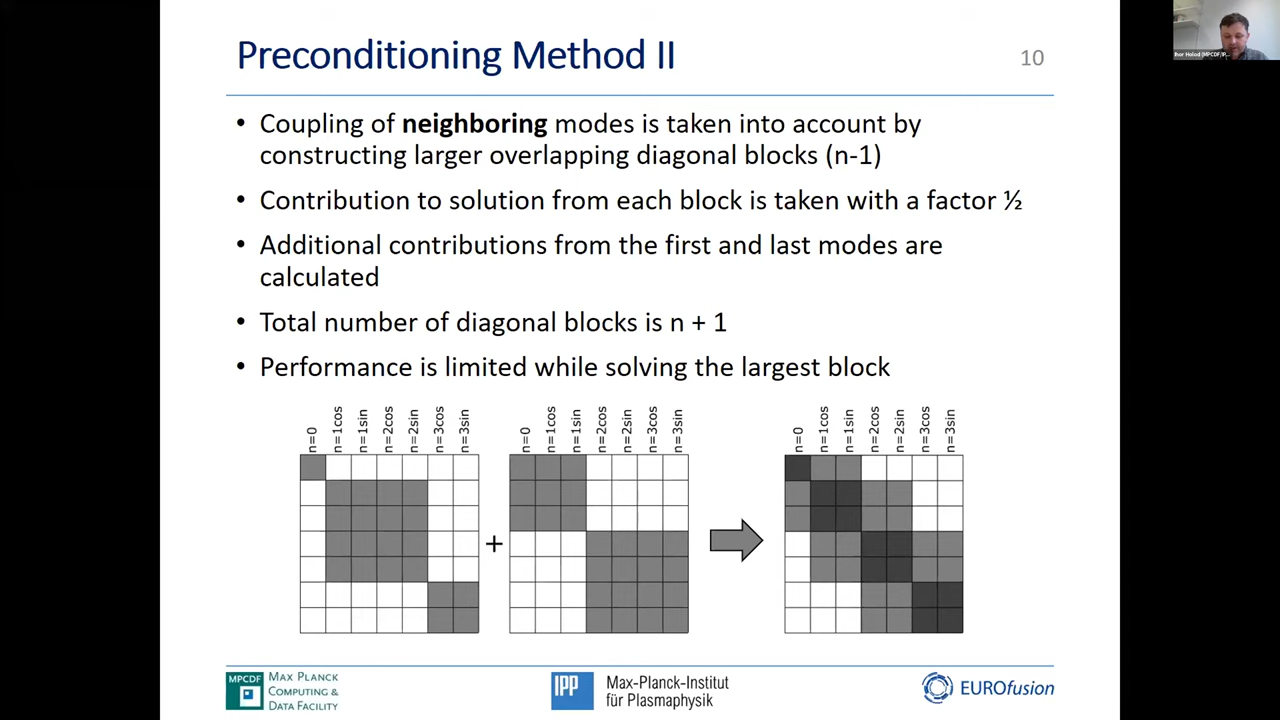 Preconditioning Method II
10
• Coupling of neighboring modes is taken into account by
constructing larger overlapping diagonal blocks (n-1)
• Contribution to solution from each block is taken with a factor ½
• Additional contributions from the first and last modes are
calculated
• Total number of diagonal blocks is n + 1
• Performance is limited while solving the largest block
n=0
n=1cos
n=1sin
n=2cos
n=2sin
n=3cos
n=3sin
+
n=0
n=1cos
n=1sin
n=2cos
n=2sin
n=3cos
n=3sin
n=0
n=1cos
n=1sin
n=2cos
n=2sin
n=3cos
n=3sin
MPCDF
MAX PLANCK
COMPUTING &
DATA FACILITY
IPP
Max-Planck-Institut
für Plasmaphysik
EUROfusion
Ihor Holod (MPCDF/IP...